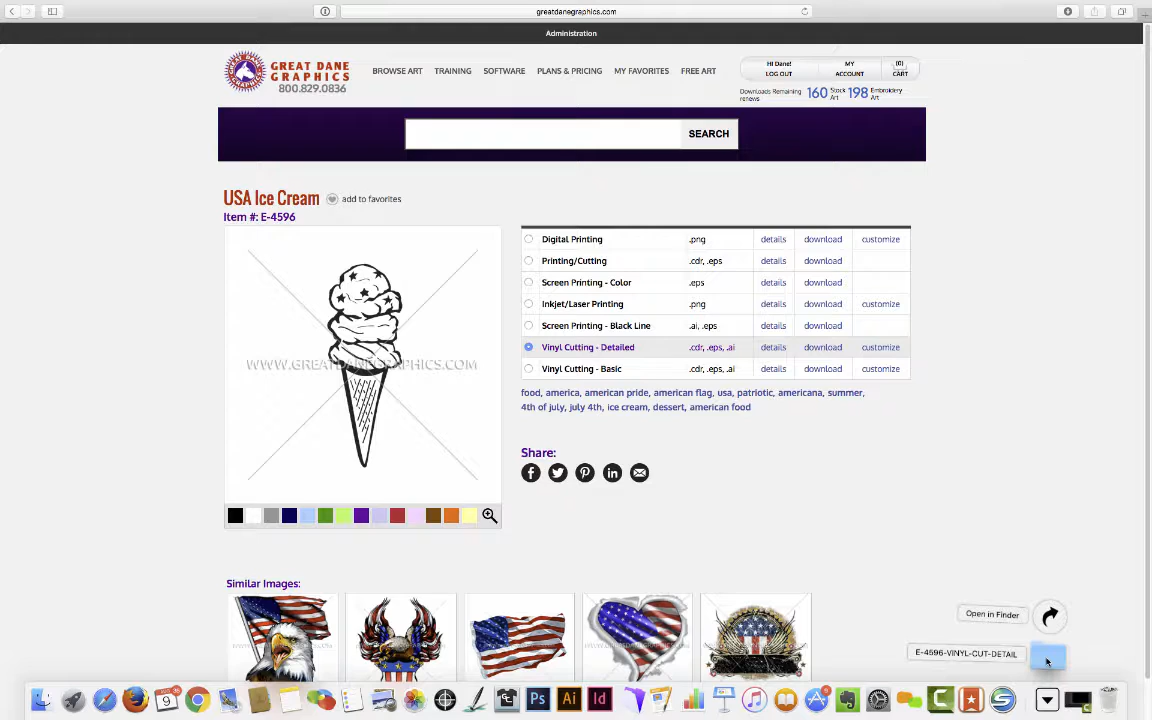 greatdanegraphics.com
Administration
GREAT DANE
GRAPHICS
800.829.0836
BROWSE ART TRAINING SOFTWARE PLANS & PRICING MY FAVORITES FREE ART
Hi Dane!
LOG OUT
MY
ACCOUNT
(0)
CART
Downloads Remaining
renews
160 Stock
Art
198 Embroidery
Art
SEARCH
USA Ice Cream add to favorites
Item #: E-4596
WWW.GREATDANEGRAPHICS.COM
Digital Printing .png details download customize
Printing/Cutting .cdr, .eps details download
Screen Printing - Color .eps details download
Inkjet/Laser Printing .png details download customize
Screen Printing - Black Line .ai, .eps details download
Vinyl Cutting - Detailed .cdr, .eps, .ai details download customize
Vinyl Cutting - Basic .cdr, .eps, .ai details download customize
food, america, american pride, american flag, usa, patriotic, americana, summer,
4th of july, july 4th, ice cream, dessert, american food
Share:
Similar Images:
Open in Finder
E-4596-VINYL-CUT-DETAIL
9
Ps
Ai
Id